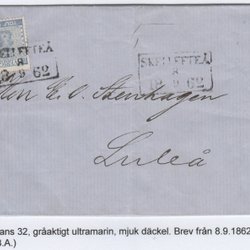 SKELLEFTEÅ
8
9
62
SKELLEFTEÅ
8
9
62
Stenhagen
Luleå
ans 32, gråaktigt ultramarin, mjuk däckel. Brev från 8.9.1862
.A.)